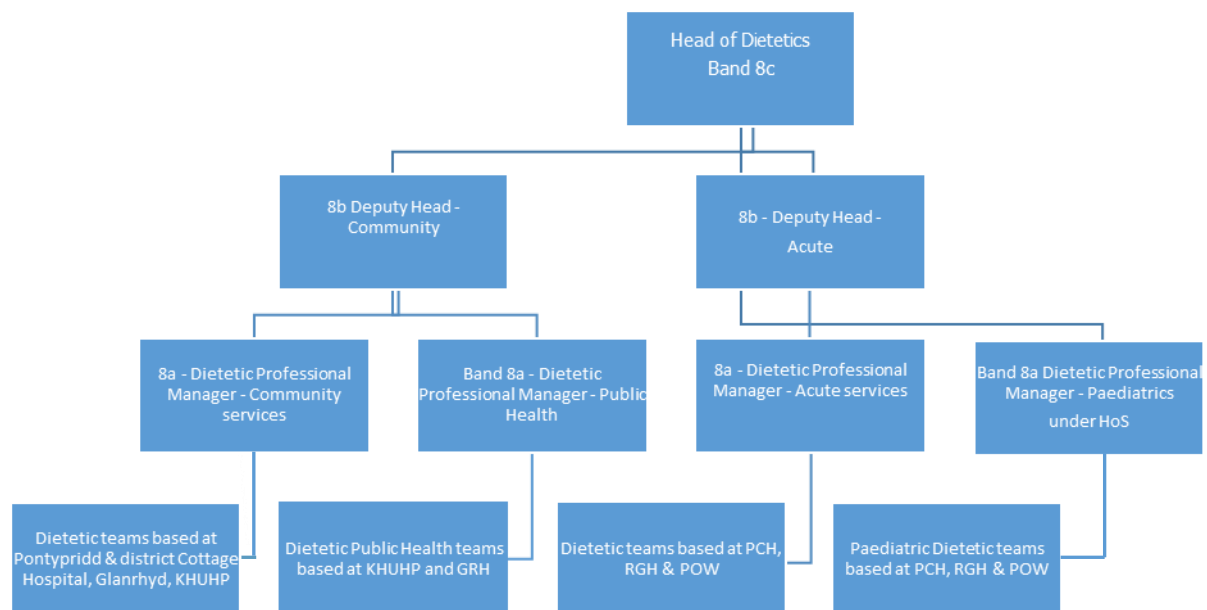 Head of Dietetics
Band 8c
8b Deputy Head -
Community
8b - Deputy Head -
Acute
8a - Dietetic Professional
Manager - Community
services
Band 8a - Dietetic
Professional Manager - Public
Health
8a - Dietetic Professional
Manager - Acute services
Band 8a Dietetic Professional
Manager - Paediatrics
under HoS
Dietetic teams based at
Pontypridd & district Cottage
Hospital, Glanrhyd, KHUHP
Dietetic Public Health teams
based at KHUHP and GRH
Dietetic teams based at PCH,
RGH & POW
Paediatric Dietetic teams
based at PCH, RGH & POW